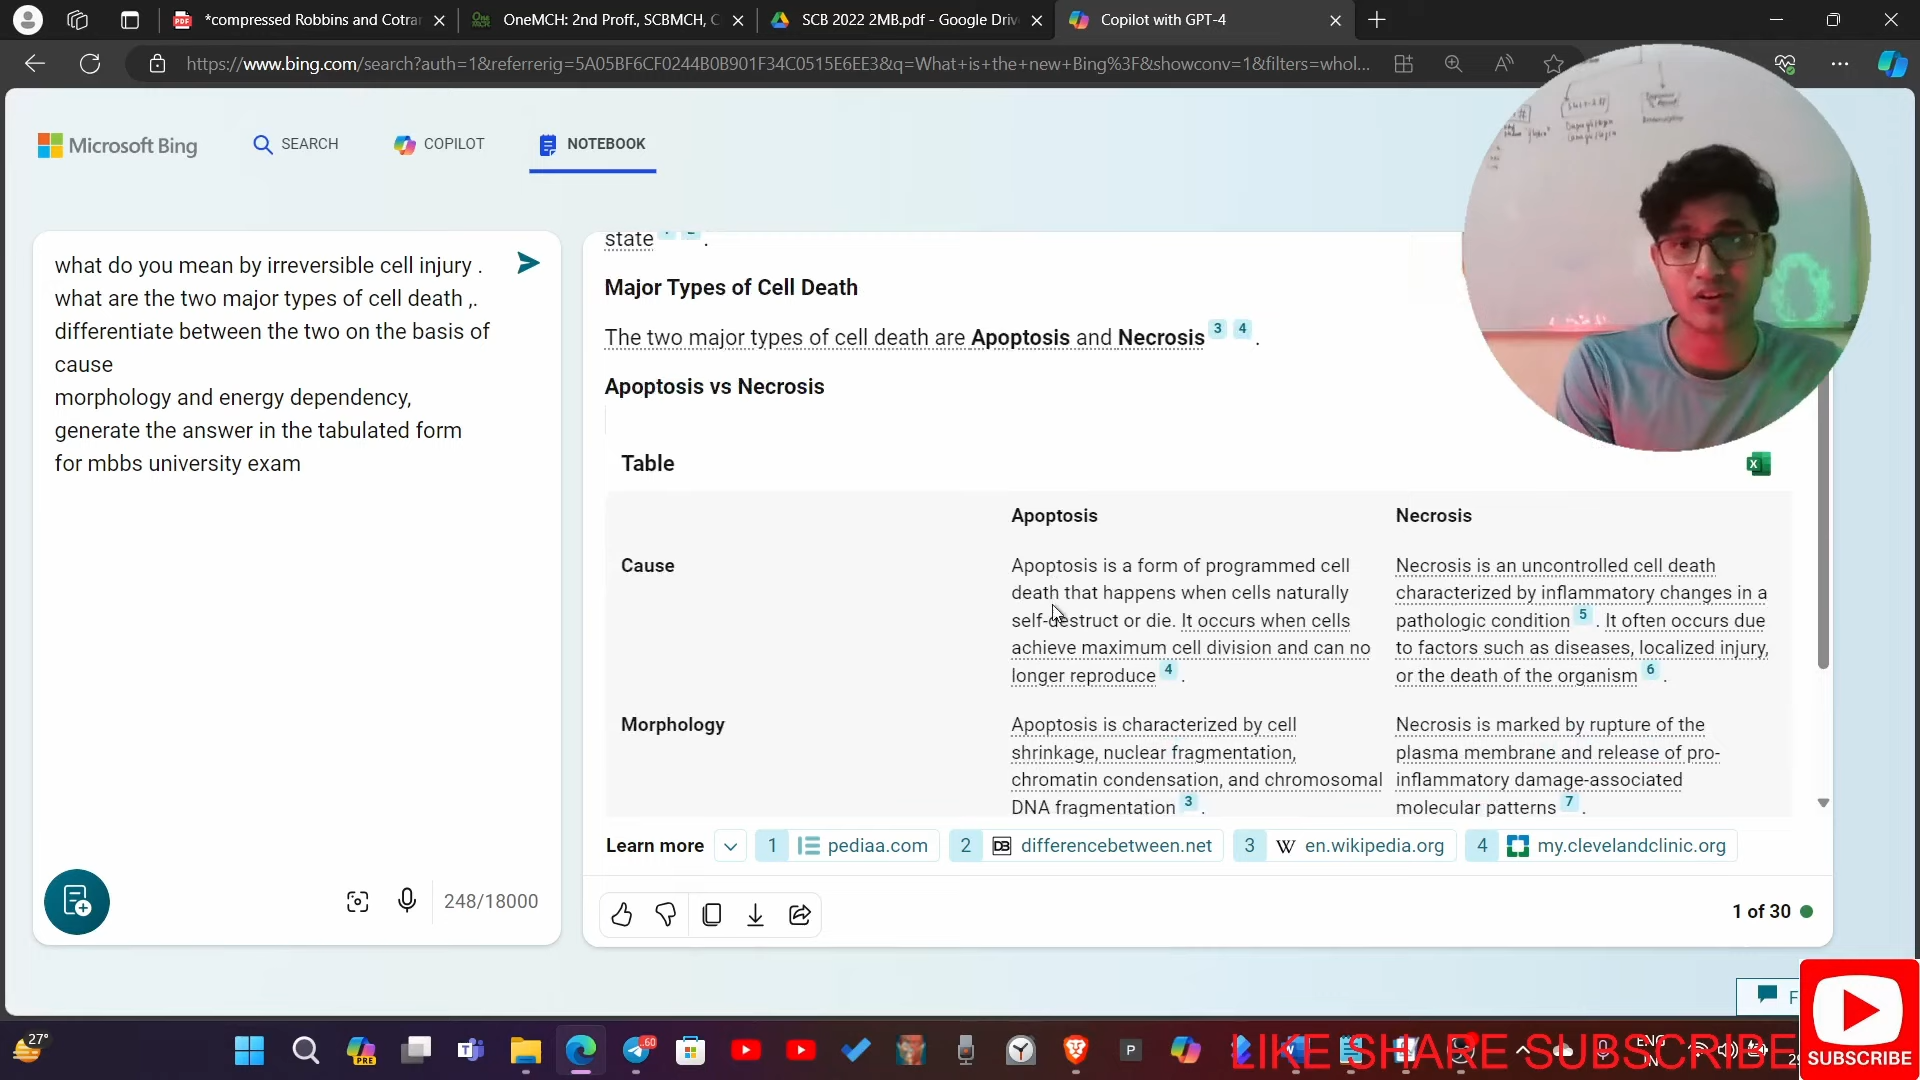 *compressed Robbins and Cotra
OneMCH: 2nd Proff., SCBMCH, C
SCB 2022 2MB.pdf - Google Driv
Copilot with GPT-4
https://www.bing.com/search?auth=1&referrerig=5A05BF6CF0244B0B901F34C0515E6EE3&q=What+is+the+new+Bing%3F&showconv=1&filters=whol...
Microsoft Bing
SEARCH
COPILOT
NOTEBOOK
what do you mean by irreversible cell injury .
what are the two major types of cell death ,.
differentiate between the two on the basis of
cause
morphology and energy dependency,
generate the answer in the tabulated form
for mbbs university exam
248/18000
state
Major Types of Cell Death
The two major types of cell death are Apoptosis and Necrosis 3 4 .
Apoptosis vs Necrosis
Table
Apoptosis
Necrosis
Cause
Apoptosis is a form of programmed cell
death that happens when cells naturally
self-destruct or die. It occurs when cells
achieve maximum cell division and can no
longer reproduce 4 .
Necrosis is an uncontrolled cell death
characterized by inflammatory changes in a
pathologic condition 5 . It often occurs due
to factors such as diseases, localized injury,
or the death of the organism 6 .
Morphology
Apoptosis is characterized by cell
shrinkage, nuclear fragmentation,
chromatin condensation, and chromosomal
DNA fragmentation 3 .
Necrosis is marked by rupture of the
plasma membrane and release of pro-
inflammatory damage-associated
molecular patterns 7 .
Learn more
1 pediaa.com
2 DB differencebetween.net
3 W en.wikipedia.org
4 my.clevelandclinic.org
1 of 30
F
27°
PRE
60
P
LIKE SHARE SUBSCRIBE
ENG
IN
SUBSCRIBE